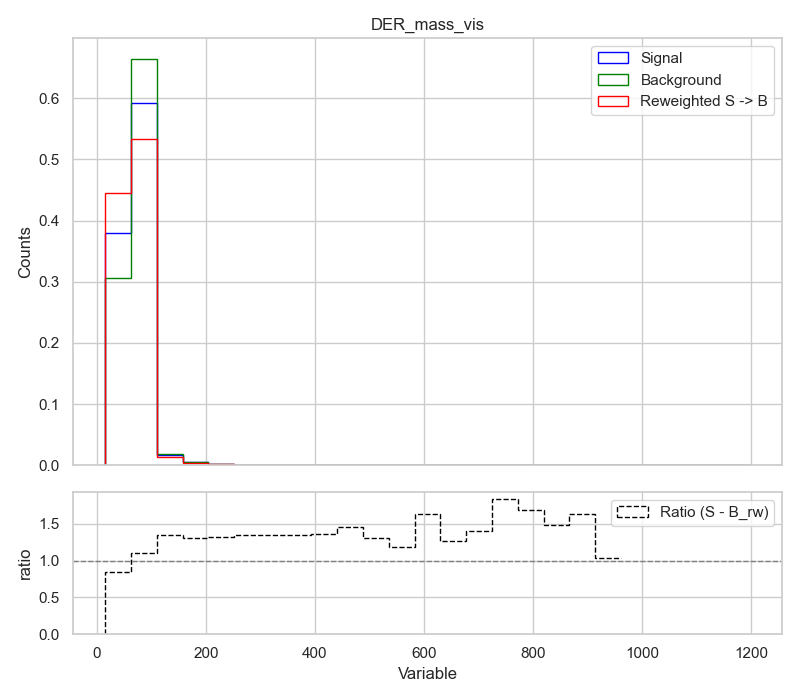 DER_mass_vis
Signal
Background
Reweighted S -> B
Counts
0.6
0.5
0.4
0.3
0.2
0.1
0.0
Ratio (S - B_rw)
ratio
1.5
1.0
0.5
0.0
0 200 400 600 800 1000 1200
Variable